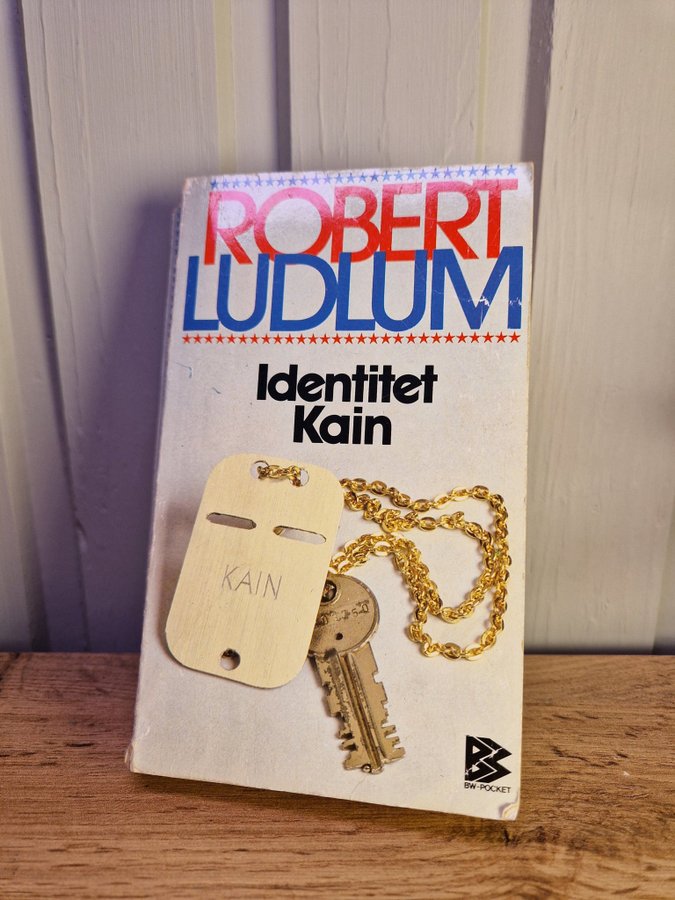 ROBERT
LUDLUM
Identitet
Kain
KAIN
BW-POCKET